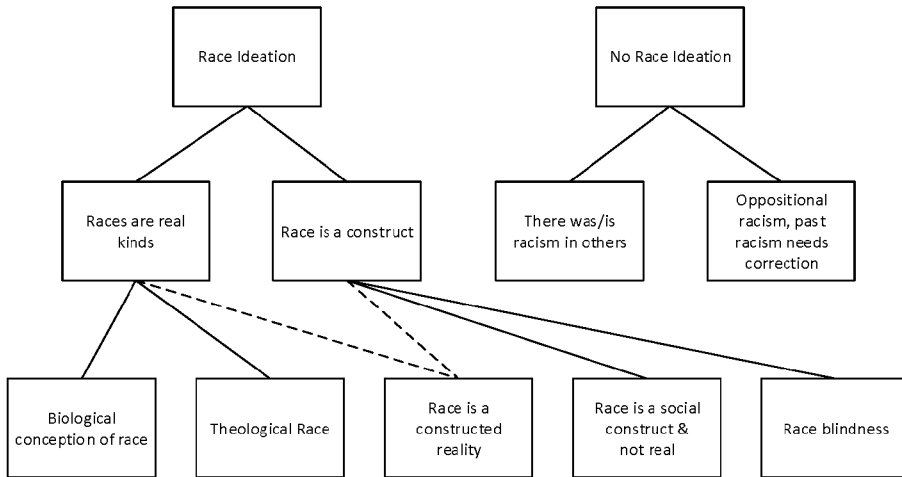 Race Ideation
No Race Ideation
Races are real
kinds
Race is a construct
There was/is
racism in others
Oppositional
racism, past
racism needs
correction
Biological
conception of race
Theological Race
Race is a
constructed
reality
Race is a social
construct &
not real
Race blindness